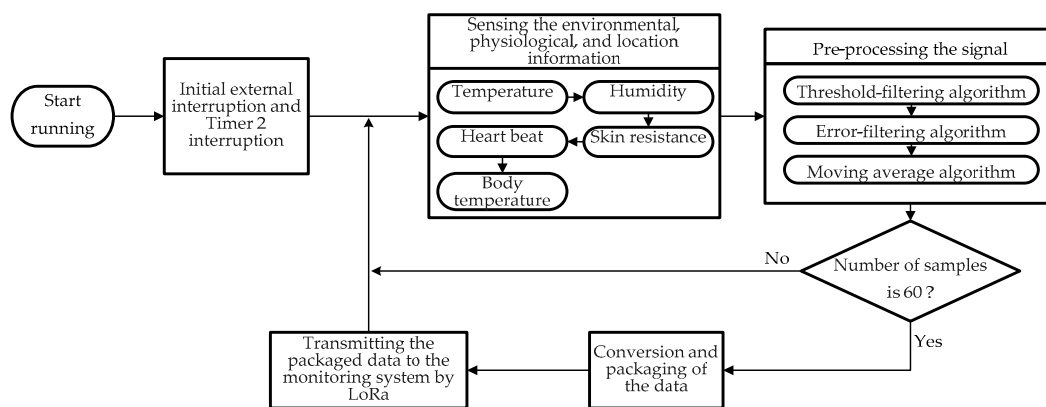 Start
running
Initial external
interruption and
Timer 2
interruption
Sensing the environmental,
physiological, and location
information
Temperature
Humidity
Skin resistance
Heart beat
Body
temperature
Pre-processing the signal
Threshold-filtering algorithm
Error-filtering algorithm
Moving average algorithm
Number of samples
is 60 ?
No
Yes
Conversion and
packaging of
the data
Transmitting the
packaged data to the
monitoring system by
LoRa